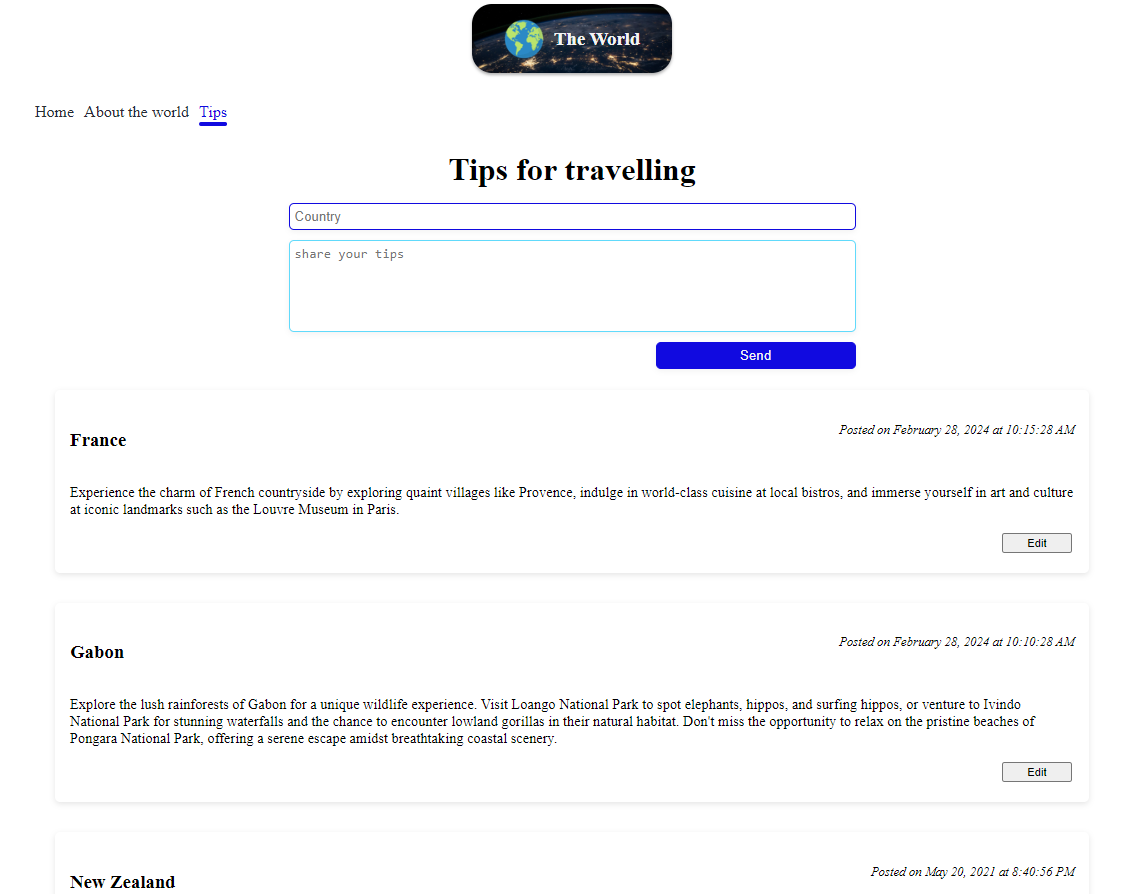 The World
Home About the world Tips
Tips for travelling
Country
share your tips
Send
France
Posted on February 28, 2024 at 10:15:28 AM
Experience the charm of French countryside by exploring quaint villages like Provence, indulge in world-class cuisine at local bistros, and immerse yourself in art and culture
at iconic landmarks such as the Louvre Museum in Paris.
Edit
Gabon
Posted on February 28, 2024 at 10:10:28 AM
Explore the lush rainforests of Gabon for a unique wildlife experience. Visit Loango National Park to spot elephants, hippos, and surfing hippos, or venture to Ivindo
National Park for stunning waterfalls and the chance to encounter lowland gorillas in their natural habitat. Don't miss the opportunity to relax on the pristine beaches of
Pongara National Park, offering a serene escape amidst breathtaking coastal scenery.
Edit
New Zealand
Posted on May 20, 2021 at 8:40:56 PM